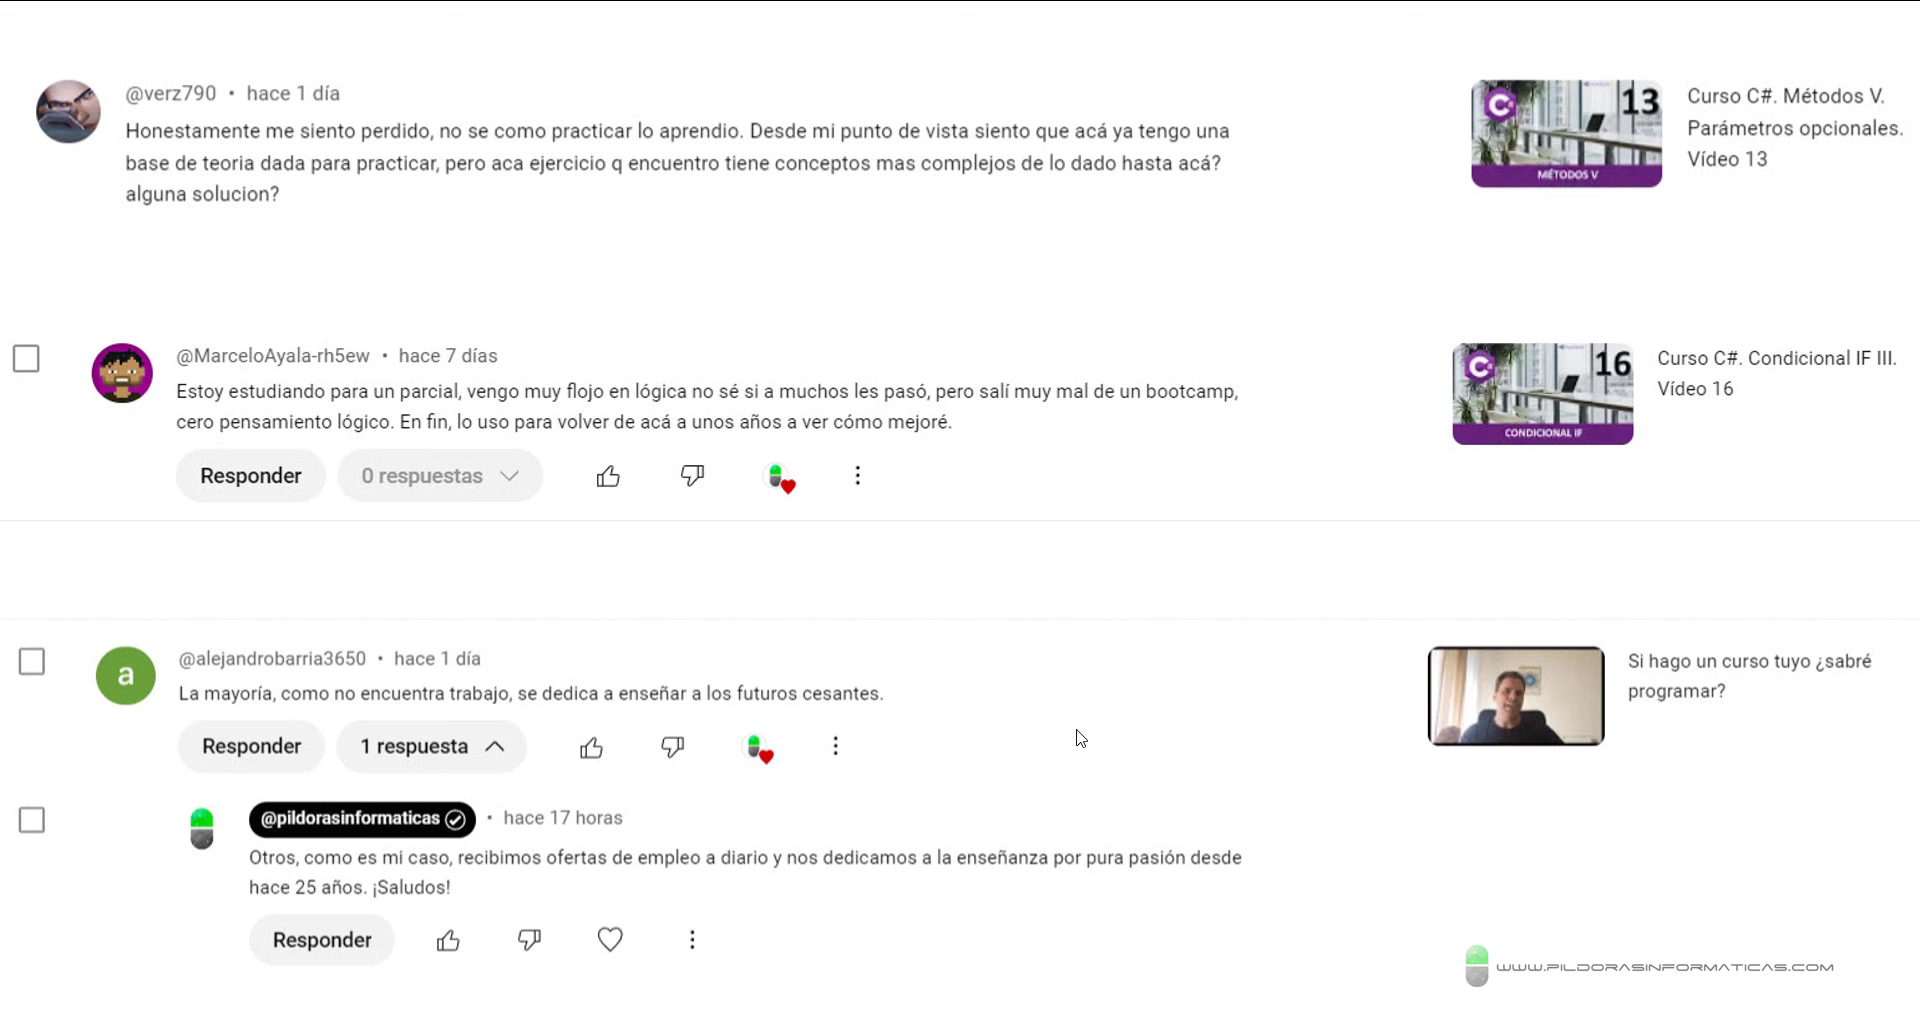 @verz790 • hace 1 día
Honestamente me siento perdido, no se como practicar lo aprendio. Desde mi punto de vista siento que acá ya tengo una
base de teoria dada para practicar, pero aca ejercicio q encuentro tiene conceptos mas complejos de lo dado hasta acá?
alguna solucion?
13
MÉTODOS V
Curso C#. Métodos V.
Parámetros opcionales.
Vídeo 13
@MarceloAyala-rh5ew • hace 7 días
Estoy estudiando para un parcial, vengo muy flojo en lógica no sé si a muchos les pasó, pero salí muy mal de un bootcamp,
cero pensamiento lógico. En fin, lo uso para volver de acá a unos años a ver cómo mejoré.
Responder 0 respuestas
16
CONDICIONAL IF
Curso C#. Condicional IF III.
Vídeo 16
a
@alejandrobarria3650 • hace 1 día
La mayoría, como no encuentra trabajo, se dedica a enseñar a los futuros cesantes.
Responder 1 respuesta
Si hago un curso tuyo ¿sabré
programar?
@pildorasinformaticas • hace 17 horas
Otros, como es mi caso, recibimos ofertas de empleo a diario y nos dedicamos a la enseñanza por pura pasión desde
hace 25 años. ¡Saludos!
Responder
WWW.PILDORASINFORMATICAS.COM